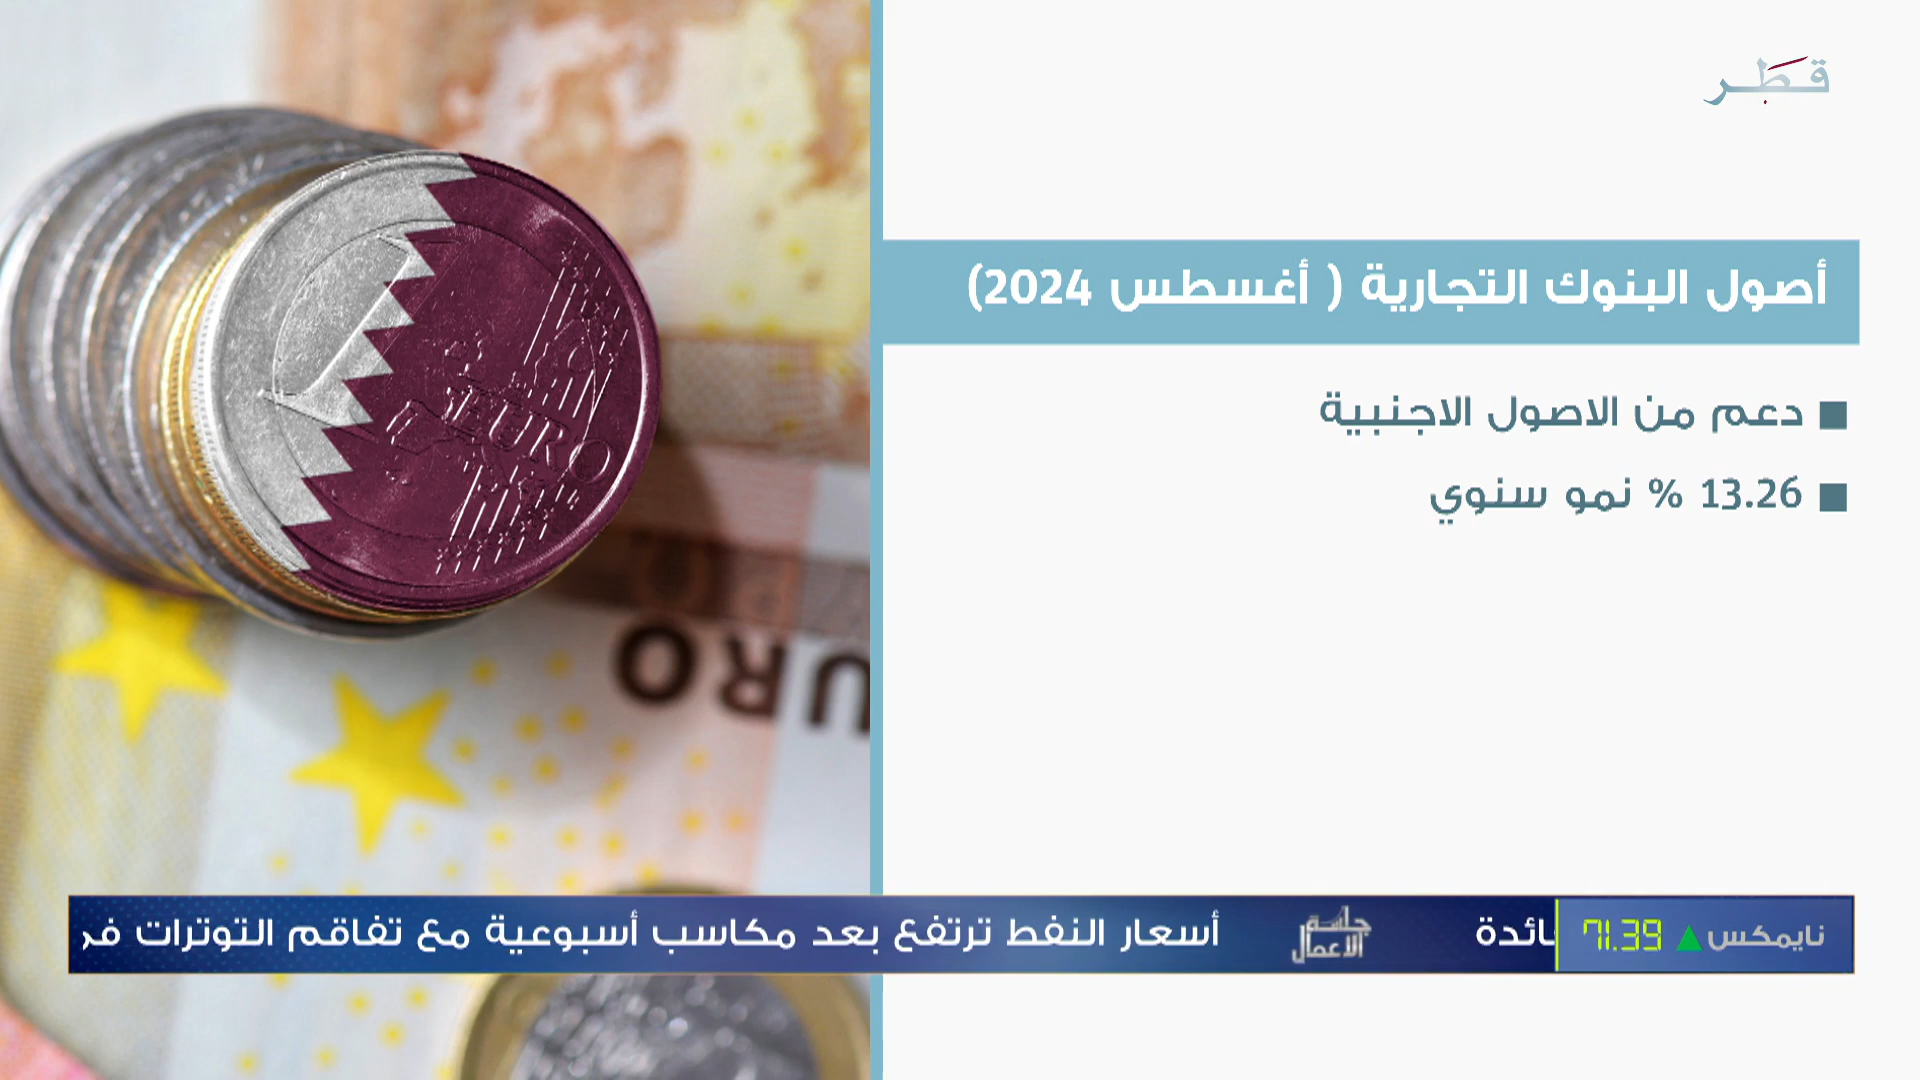 قطر
أصول البنوك التجارية ( أغسطس 2024)
دعم من الاصول الاجنبية
13.26 % نمو سنوي
EURO
URO
نايمكس 71.39
جلسة الأعمال
أسعار النفط ترتفع بعد مكاسب أسبوعية مع تفاقم التوترات